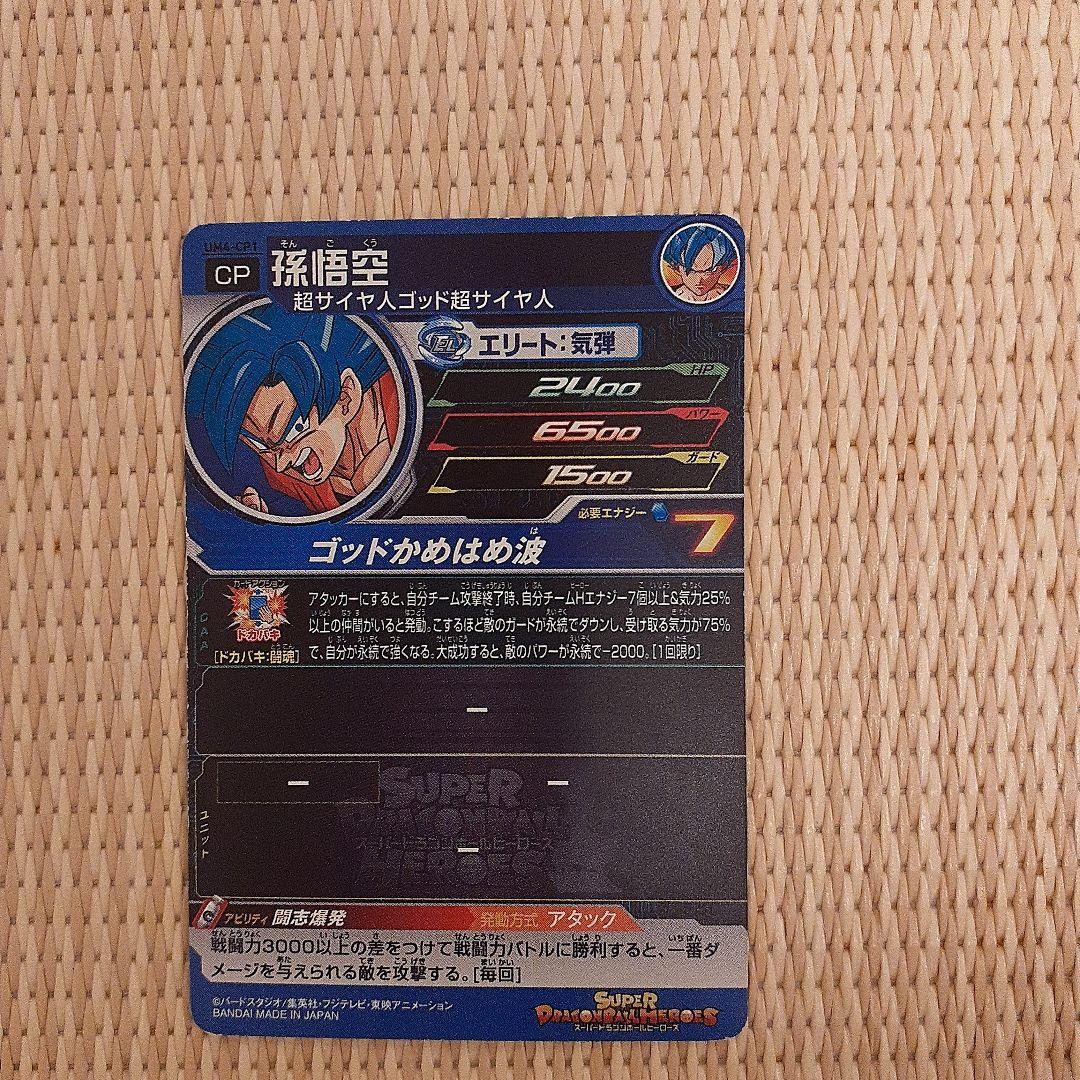 UM4-CP1
CP 孫悟空
そん ご くう
超サイヤ人ゴッド超サイヤ人
エリート:気弾
HP
2400
パワー
6500
ガード
1500
必要エナジー 7
ゴッドかめはめ波
は
カードアクション
ドカバキ
[ドカバキ:闘魂]
CAA
アタッカーにすると、自分チーム攻撃終了時、自分チームHエナジー7個以上&気力25%
以上の仲間がいると発動。こするほど敵のガードが永続でダウンし、受け取る気力が75%
で、自分が永続で強くなる。大成功すると、敵のパワーが永続で-2000。[1回限り]
-
- -
ユニット
-
SUPER
DRAGONBALL
スーパードラゴンボールヒーローズ
HEROES
アビリティ 闘志爆発 発動方式 アタック
戦闘力3000以上の差をつけて戦闘力バトルに勝利すると、一番ダ
メージを与えられる敵を攻撃する。[毎回]
©バードスタジオ/集英社・フジテレビ・東映アニメーション
BANDAI MADE IN JAPAN
SUPER
DRAGONBALL HEROES
スーパードラゴンボールヒーローズ